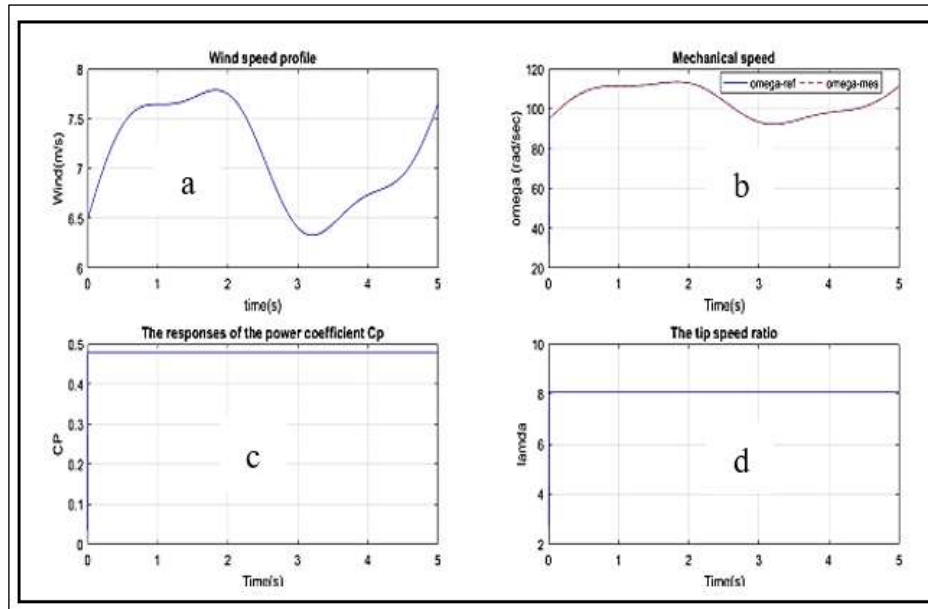 Wind speed profile
8
7.5
7
6.5
6
Wind(m/s)
a
0 1 2 3 4 5
time(s)
Mechanical speed
120
100
80
60
40
20
omega (rad/sec)
omega-ref omega-mes
b
0 1 2 3 4 5
Time(s)
The responses of the power coefficient Cp
0.5
0.4
0.3
0.2
0.1
0
CP
c
0 1 2 3 4 5
Time(s)
The tip speed ratio
10
8
6
4
2
lamda
d
0 1 2 3 4 5
Time(s)